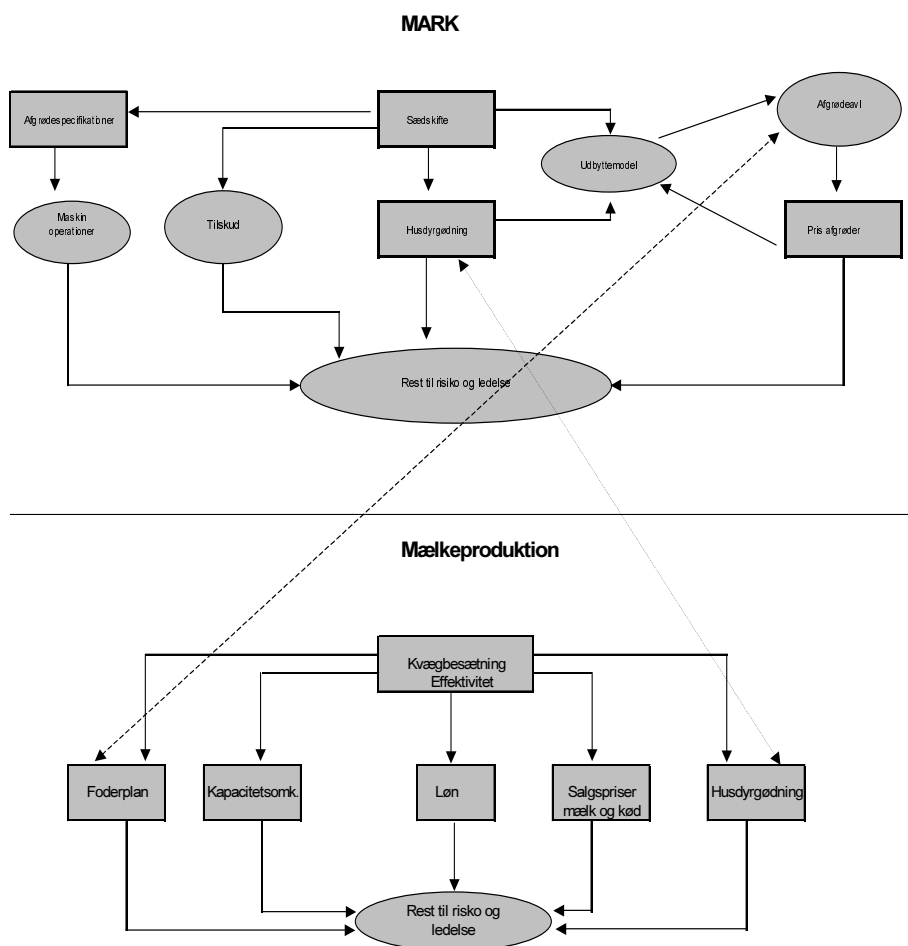 MARK
Afgrødespecifikationer
Sædskifte
Afgrødeavl
Udbyttemodel
Maskin
operationer
Tilskud
Husdyrgødning
Pris afgrøder
Rest til risiko og ledelse
Mælkeproduktion
Kvægbesætning
Effektivitet
Foderplan
Kapacitetsomk.
Løn
Salgspriser
mælk og kød
Husdyrgødning
Rest til risiko og
ledelse